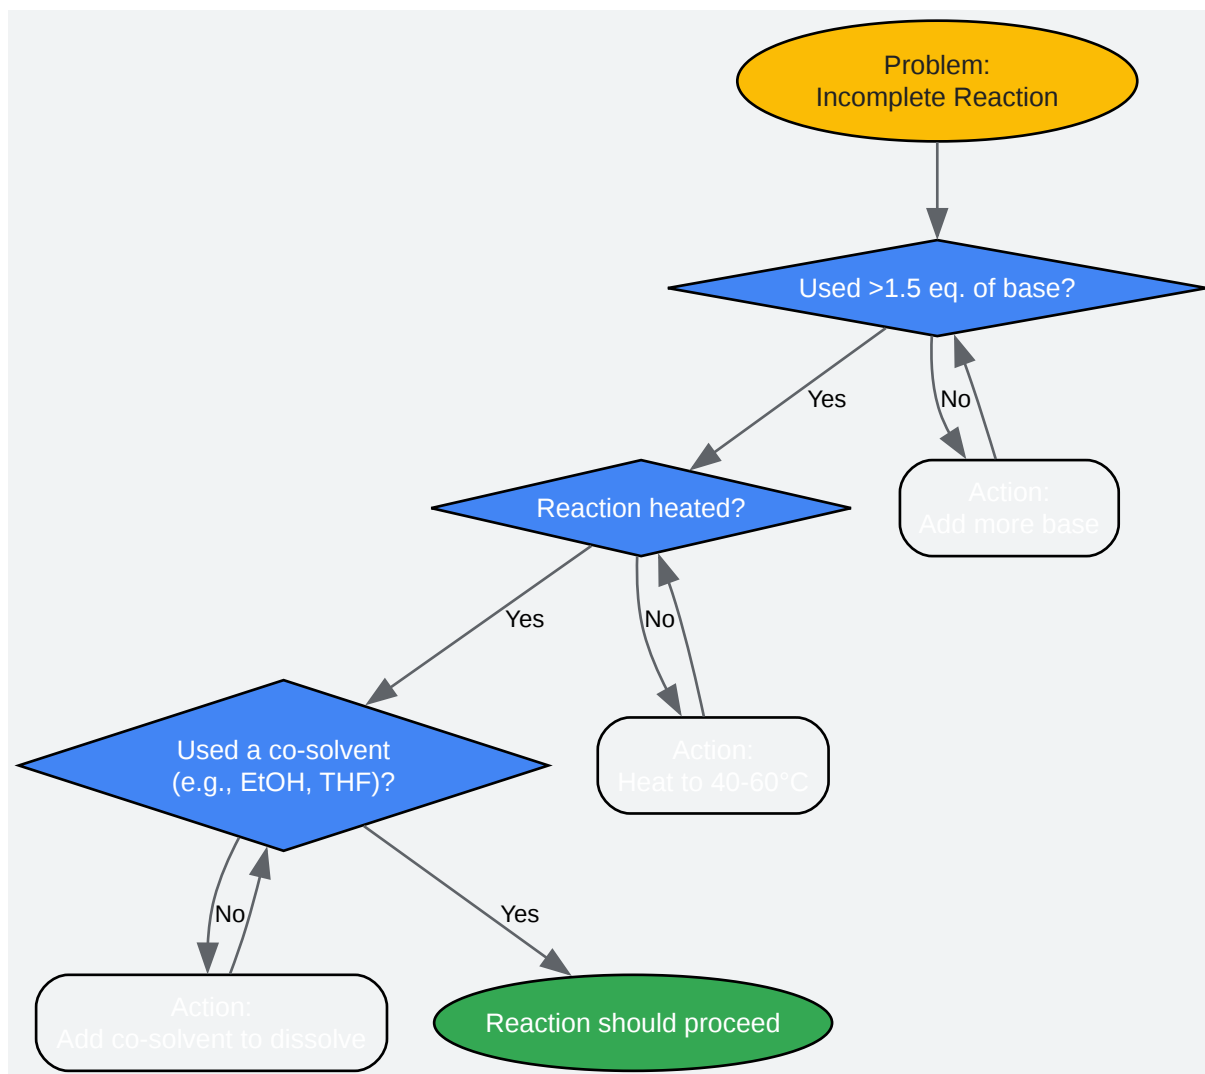 Problem:
Incomplete Reaction
Used >1.5 eq. of base?
Yes
No
Reaction heated?
Action:
Add more base
Yes
No
Used a co-solvent
(e.g., EtOH, THF)?
Action:
Heat to 40-60°C
No
Yes
Action:
Add co-solvent to dissolve
Reaction should proceed